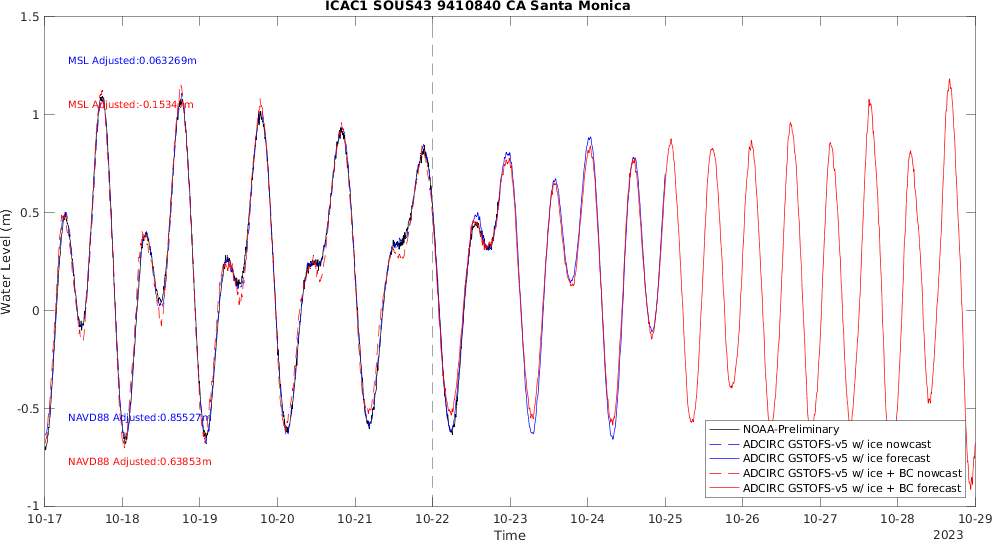 ICAC1 SOUS43 9410840 CA Santa Monica
1.5
MSL Adjusted:0.063269m
MSL Adjusted:-0.1534 m
1
Water Level (m)
0.5
0
-0.5
NAVD88 Adjusted:0.85527m
NAVD88 Adjusted:0.63853m
NOAA-Preliminary
ADCIRC GSTOFS-v5 w/ ice nowcast
ADCIRC GSTOFS-v5 w/ ice forecast
ADCIRC GSTOFS-v5 w/ ice + BC nowcast
ADCIRC GSTOFS-v5 w/ ice + BC forecast
-1
10-17 10-18 10-19 10-20 10-21 10-22 10-23 10-24 10-25 10-26 10-27 10-28 10-29
Time
2023